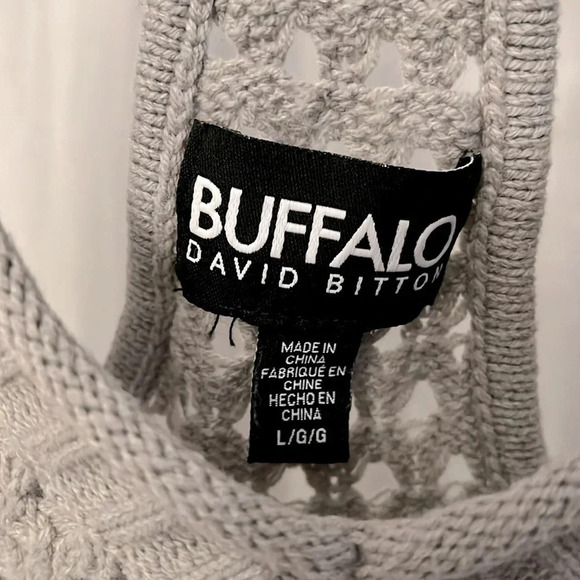 BUFFALO
DAVID BITTON
MADE IN
CHINA
FABRIQUÉ EN
CHINE
HECHO EN
CHINA
L/G/G